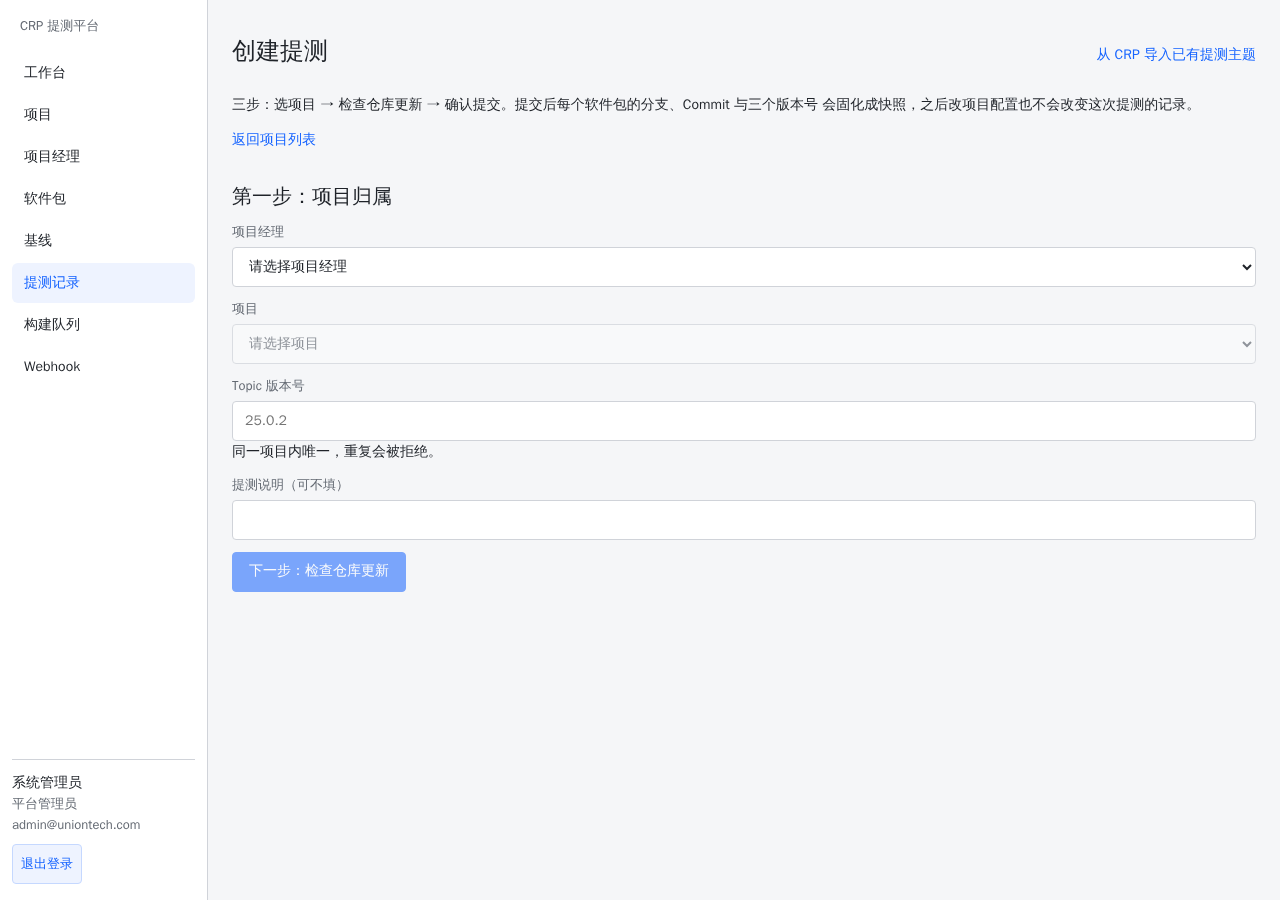 CRP 提测平台
工作台
项目
项目经理
软件包
基线
提测记录
构建队列
Webhook
系统管理员
平台管理员
admin@uniontech.com
退出登录
创建提测
从 CRP 导入已有提测主题
三步：选项目 → 检查仓库更新 → 确认提交。提交后每个软件包的分支、Commit 与三个版本号 会固化成快照，之后改项目配置也不会改变这次提测的记录。
返回项目列表
第一步：项目归属
项目经理
请选择项目经理
项目
请选择项目
Topic 版本号
25.0.2
同一项目内唯一，重复会被拒绝。
提测说明（可不填）
下一步：检查仓库更新